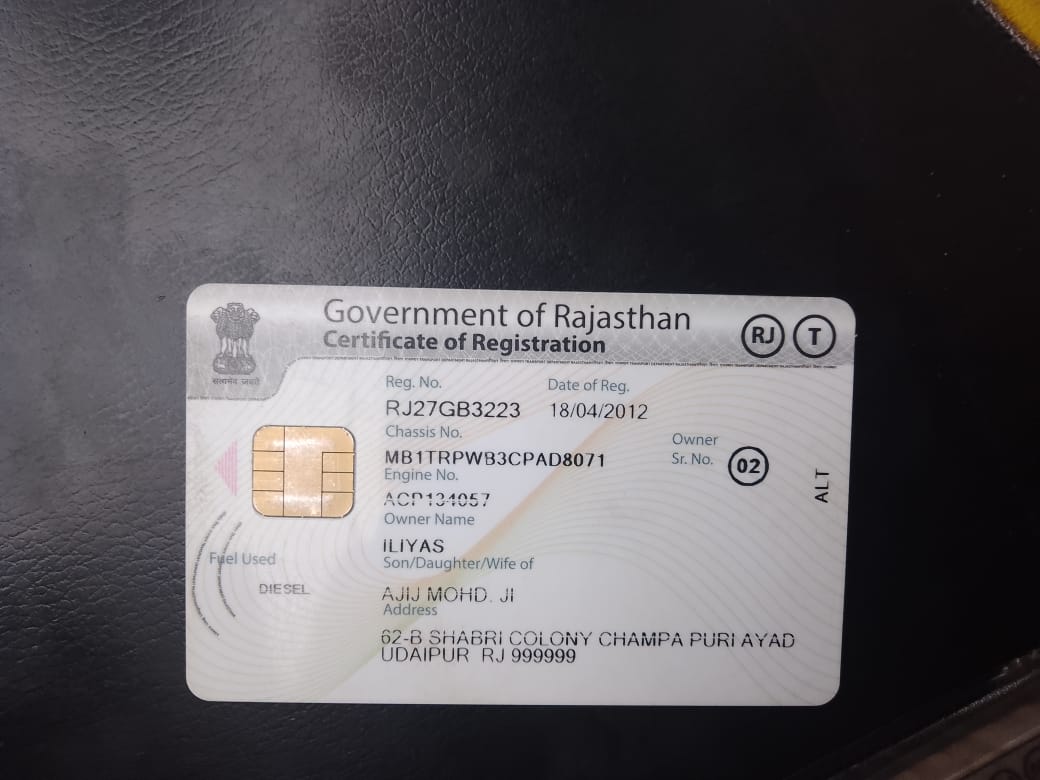 Government of Rajasthan
Certificate of Registration
RJ T
सत्यमेव जयते
Reg. No. Date of Reg.
RJ27GB3223 18/04/2012
Chassis No.
MB1TRPWB3CPAD8071
Engine No.
ACP134057
Owner Sr. No. 02
ALT
Owner Name
ILIYAS
Son/Daughter/Wife of
AJIJ MOHD. JI
Fuel Used
DIESEL
Address
62-B SHABRI COLONY CHAMPA PURI AYAD
UDAIPUR RJ 999999